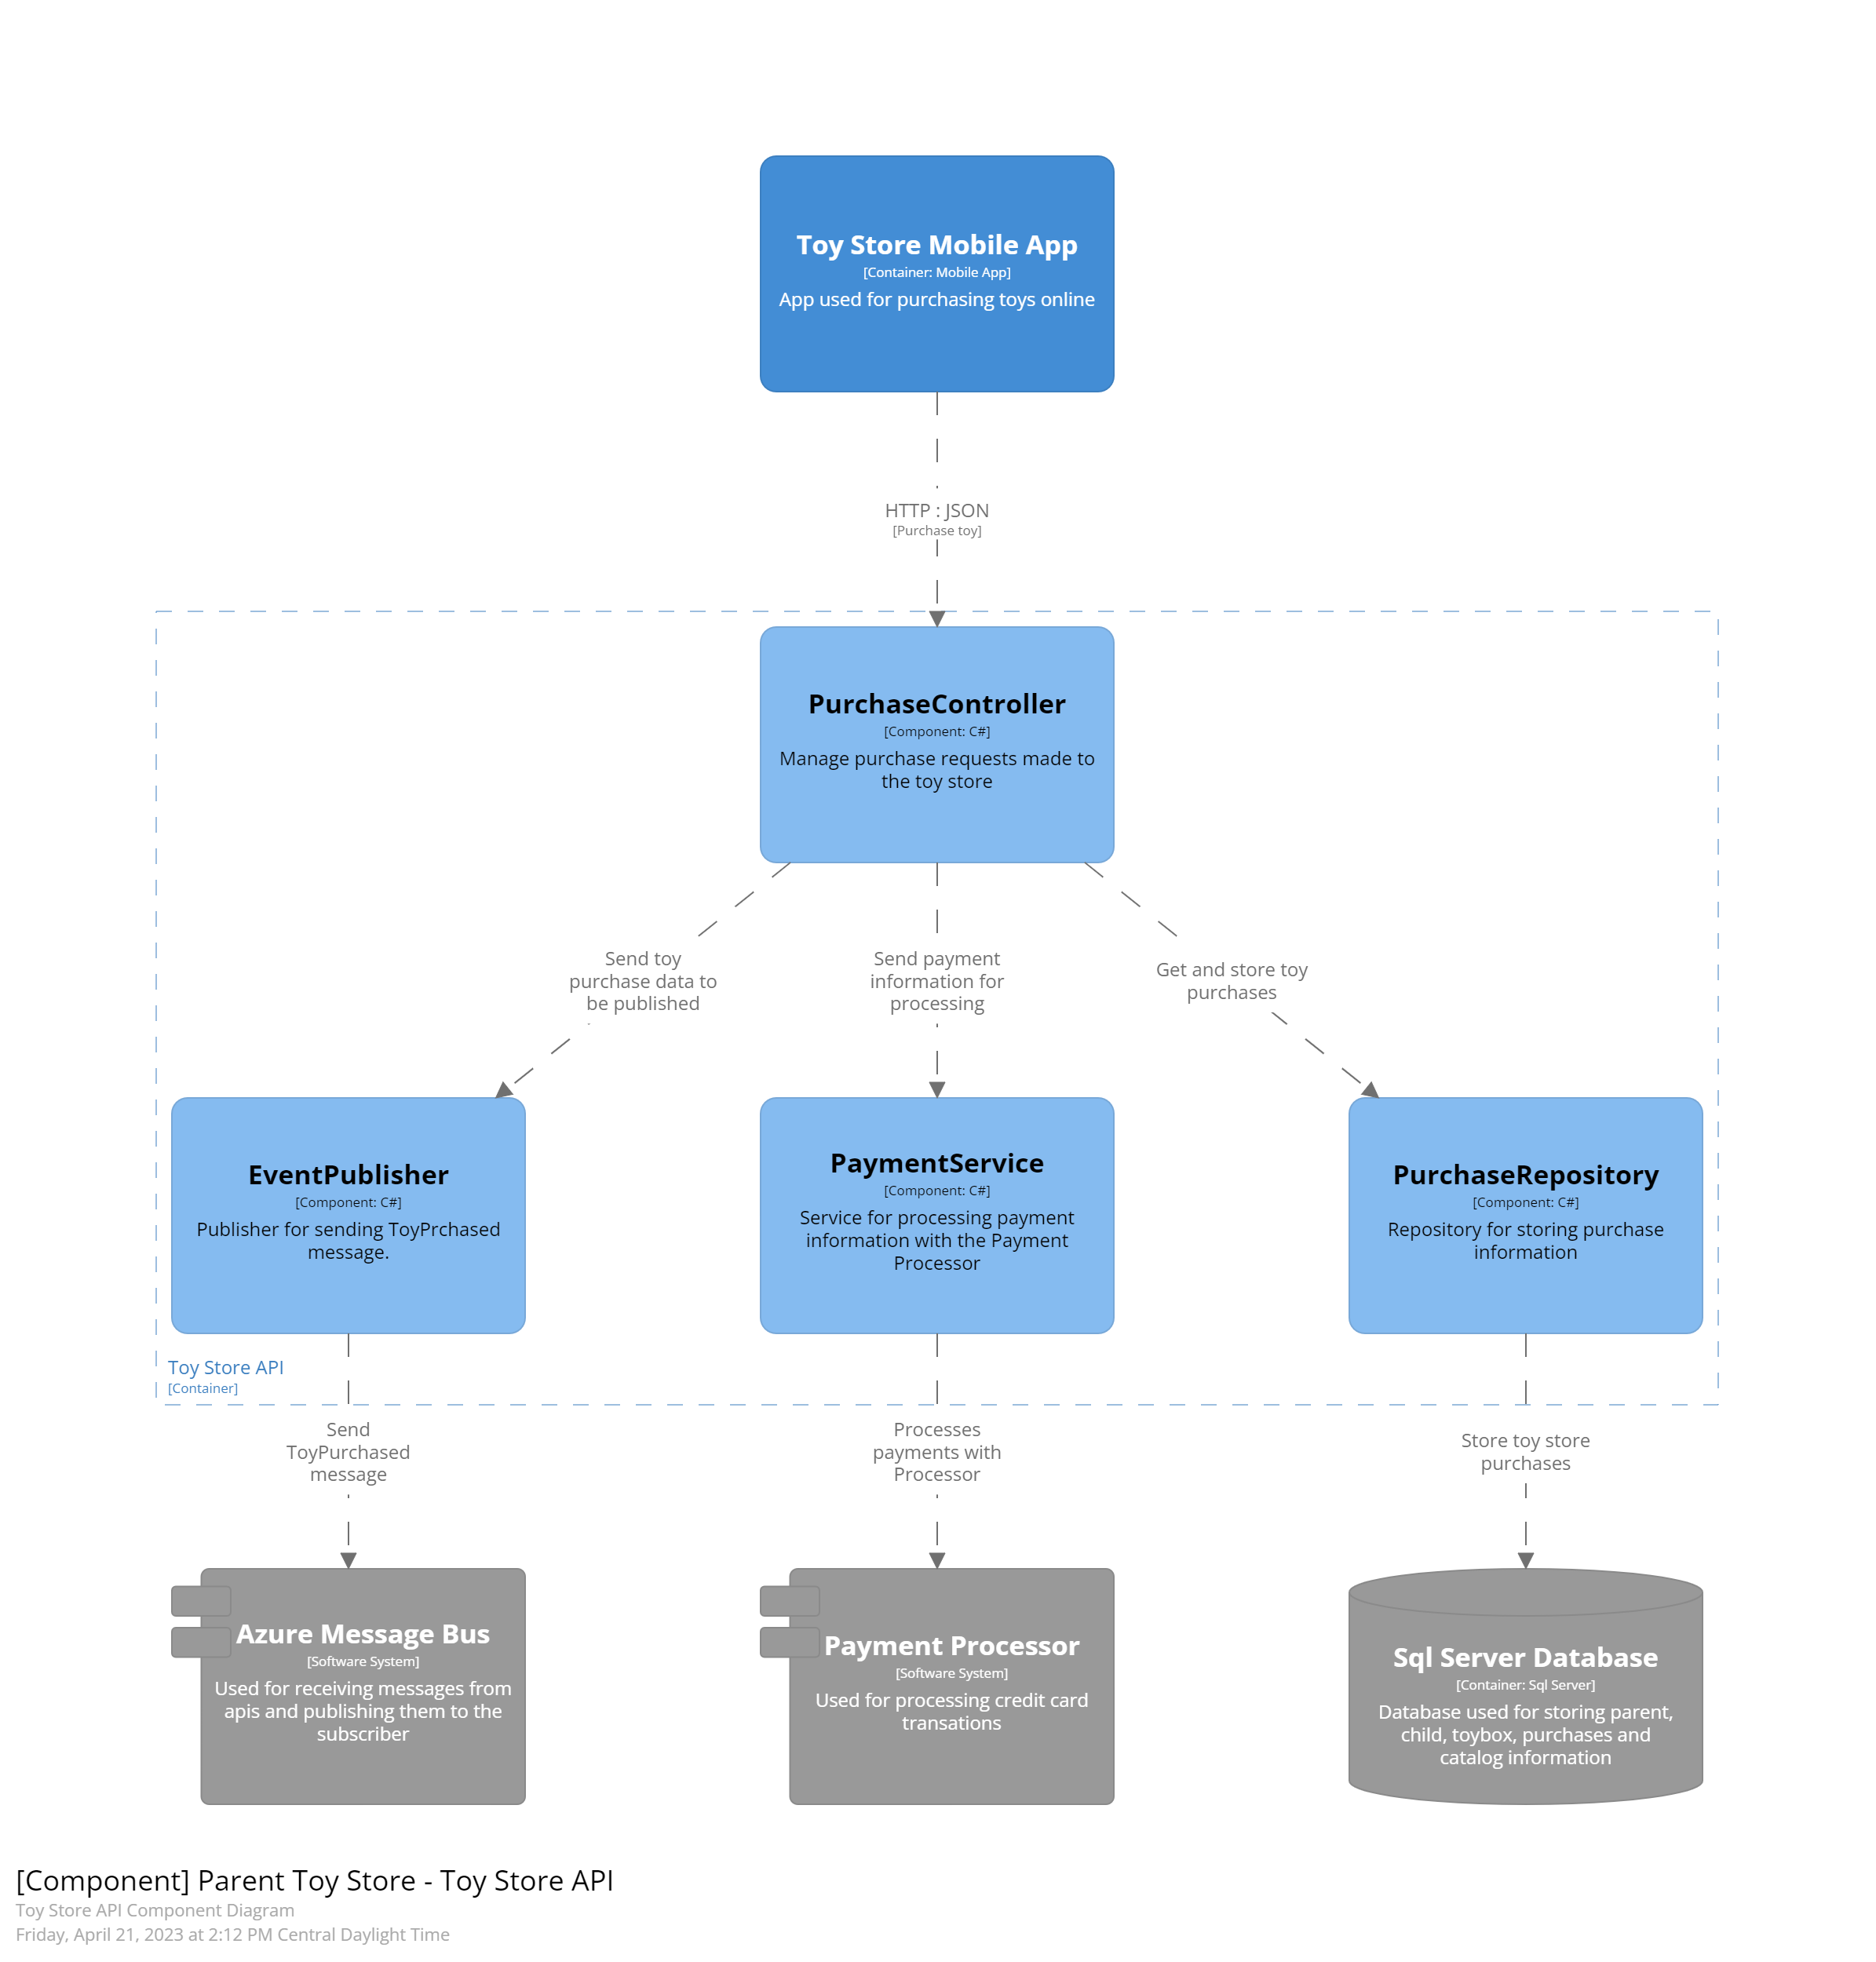 Toy Store Mobile App
[Container: Mobile App]
App used for purchasing toys online
HTTP : JSON
[Purchase toy]
PurchaseController
[Component: C#]
Manage purchase requests made to
the toy store
Send toy
purchase data to
be published
Send payment
information for
processing
Get and store toy
purchases
EventPublisher
[Component: C#]
Publisher for sending ToyPrchased
message.
PaymentService
[Component: C#]
Service for processing payment
information with the Payment
Processor
PurchaseRepository
[Component: C#]
Repository for storing purchase
information
Toy Store API
[Container]
Send
ToyPurchased
message
Processes
payments with
Processor
Store toy store
purchases
Azure Message Bus
[Software System]
Used for receiving messages from
apis and publishing them to the
subscriber
Payment Processor
[Software System]
Used for processing credit card
transations
Sql Server Database
[Container: Sql Server]
Database used for storing parent,
child, toybox, purchases and
catalog information
[Component] Parent Toy Store - Toy Store API
Toy Store API Component Diagram
Friday, April 21, 2023 at 2:12 PM Central Daylight Time